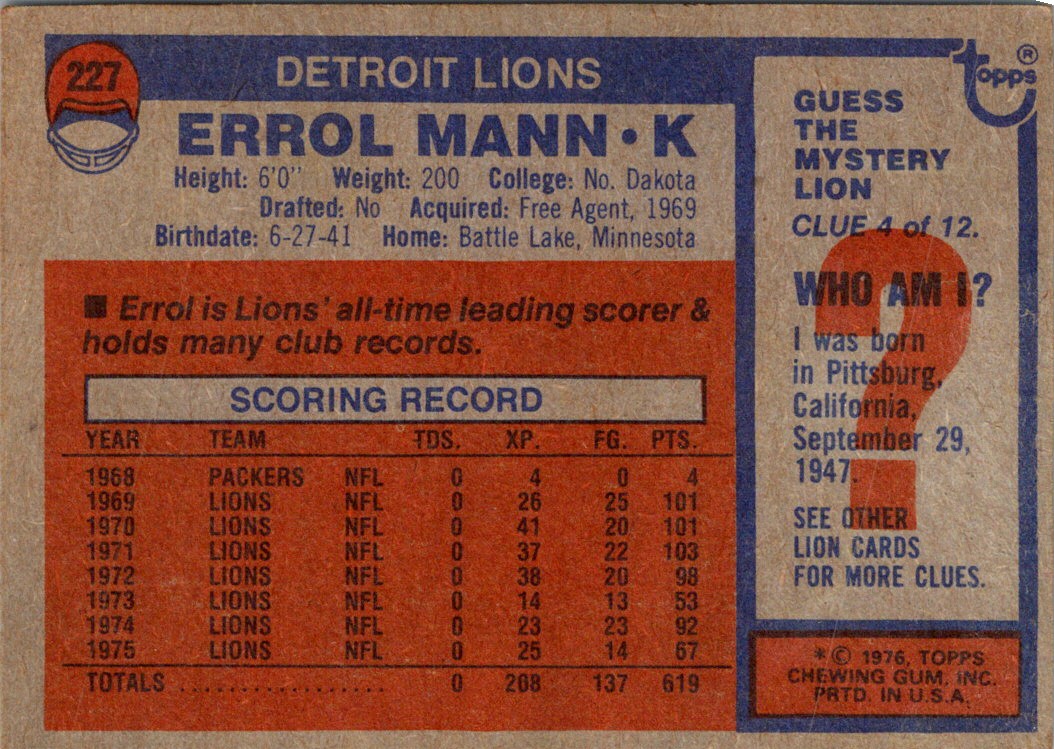 227
DETROIT LIONS
ERROL MANN • K
Height: 6'0" Weight: 200 College: No. Dakota
Drafted: No Acquired: Free Agent, 1969
Birthdate: 6-27-41 Home: Battle Lake, Minnesota
■ Errol is Lions' all-time leading scorer &
holds many club records.
SCORING RECORD
YEAR TEAM TDS. XP. FG. PTS.
1968 PACKERS NFL 0 4 0 4
1969 LIONS NFL 0 26 25 101
1970 LIONS NFL 0 41 20 101
1971 LIONS NFL 0 37 22 103
1972 LIONS NFL 0 38 20 98
1973 LIONS NFL 0 14 13 53
1974 LIONS NFL 0 23 23 92
1975 LIONS NFL 0 25 14 67
TOTALS .................. 0 208 137 619
Topps ®
GUESS
THE
MYSTERY
LION
CLUE 4 of 12.
WHO AM I?
I was born
in Pittsburg,
California,
September 29,
1947.
SEE OTHER
LION CARDS
FOR MORE CLUES.
* © 1976, TOPPS
CHEWING GUM, INC.
PRTD. IN U.S.A.